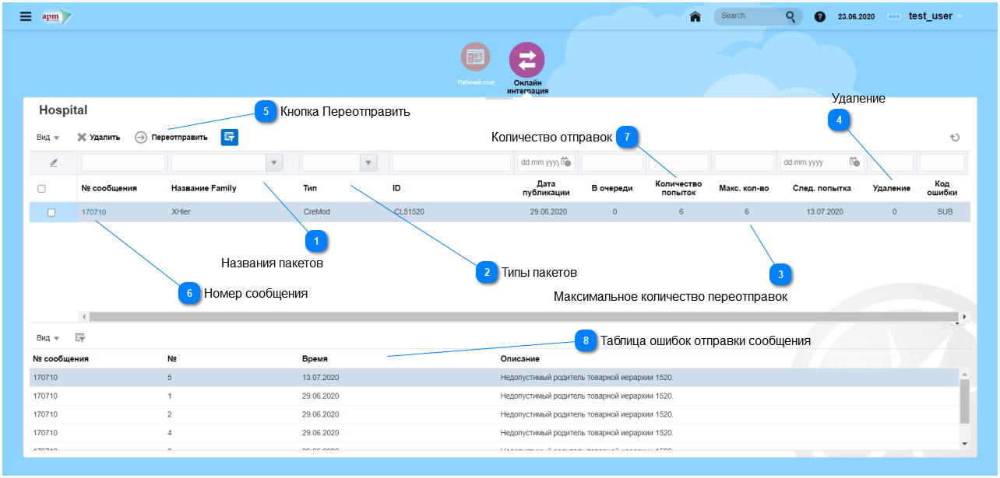 apm
Search
?
23.06.2020
test_user
Рабочий стол
Онлайн
интеграция
Hospital
5 Кнопка Переотправить
Удаление
4
Вид
Удалить
Переотправить
Количество отправок 7
dd.mm.yyyy
dd.mm.yyyy
№ сообщения
Название Family
Тип
ID
Дата
публикации
В очереди
Количество
попыток
Макс. кол-во
След. попытка
Удаление
Код
ошибки
170710
XHier
CreMod
CL51520
29.06.2020
0
6
6
13.07.2020
0
SUB
1
Названия пакетов
2 Типы пакетов
3
6 Номер сообщения
Максимальное количество переотправок
Вид
8 Таблица ошибок отправки сообщения
№ сообщения № Время Описание
170710 5 13.07.2020 Недопустимый родитель товарной иерархии 1520.
170710 1 29.06.2020 Недопустимый родитель товарной иерархии 1520.
170710 2 29.06.2020 Недопустимый родитель товарной иерархии 1520.
170710 4 29.06.2020 Недопустимый родитель товарной иерархии 1520.